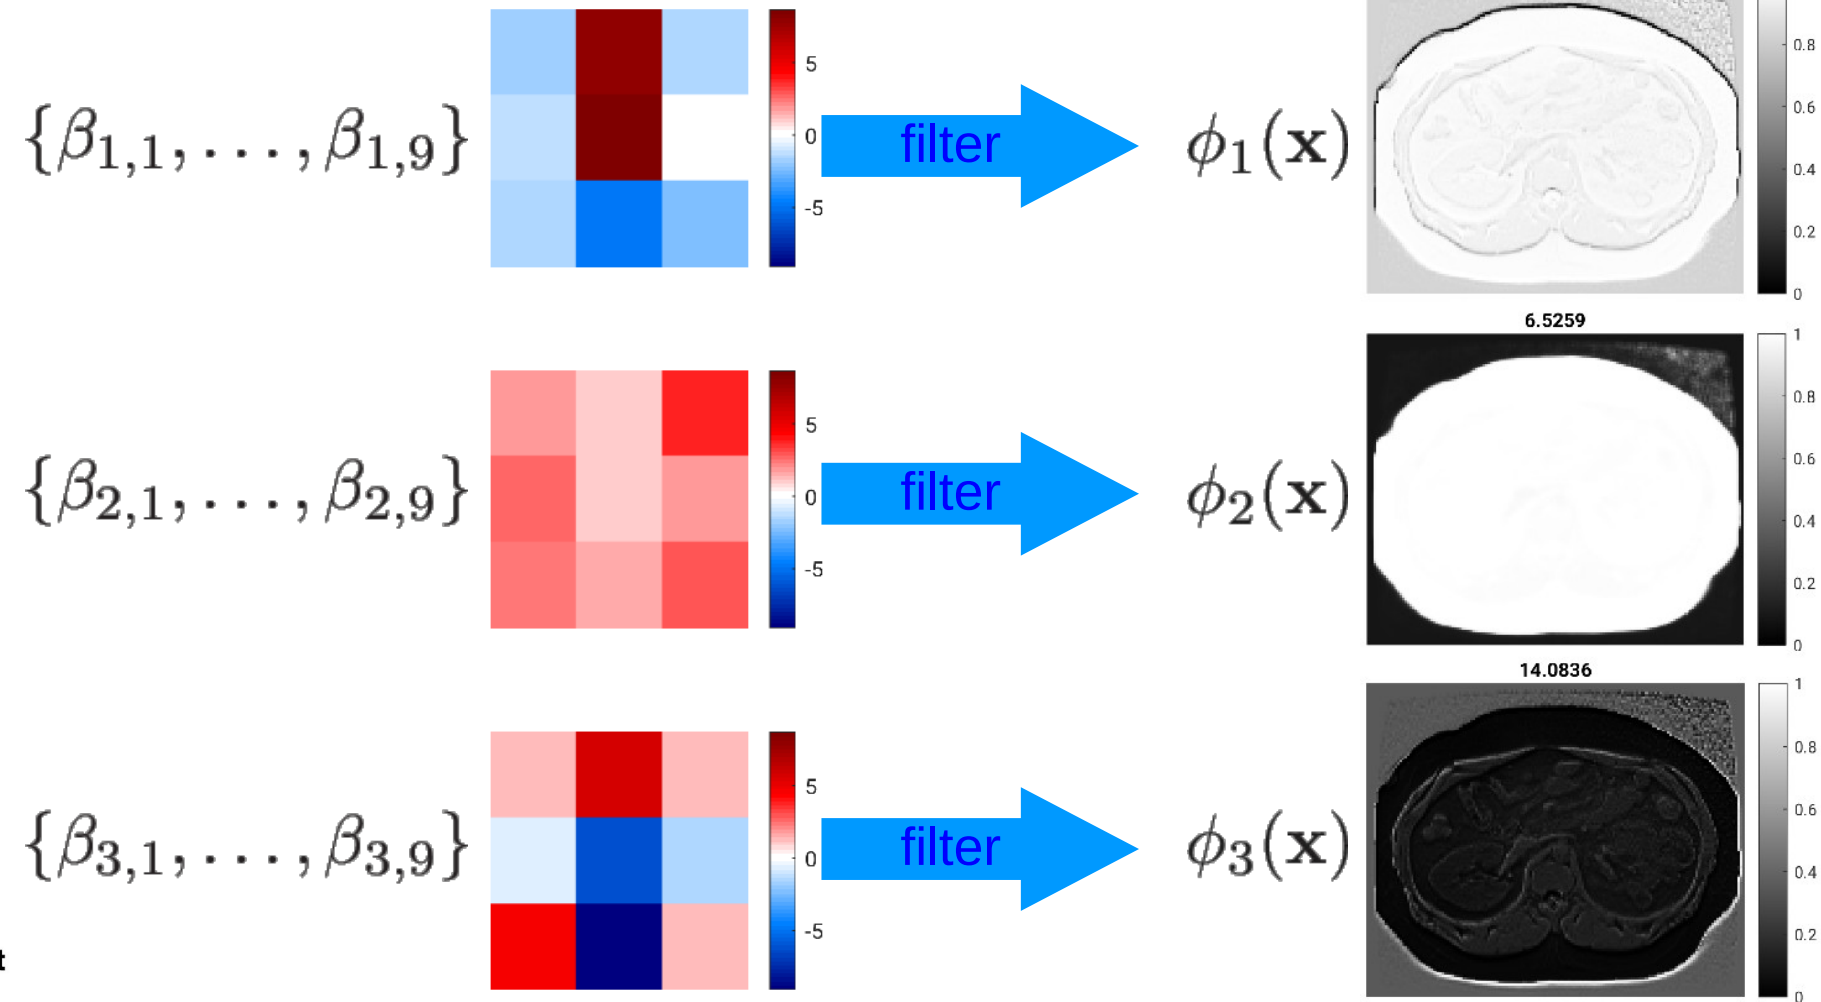 {β1,1, . . . , β1,9}
5
0
-5
filter
ϕ1(x)
0.8
0.6
0.4
0.2
0
{β2,1, . . . , β2,9}
5
0
-5
filter
ϕ2(x)
6.5259
1
0.8
0.6
0.4
0.2
0
{β3,1, . . . , β3,9}
5
0
-5
filter
ϕ3(x)
14.0836
1
0.8
0.6
0.4
0.2
0
t